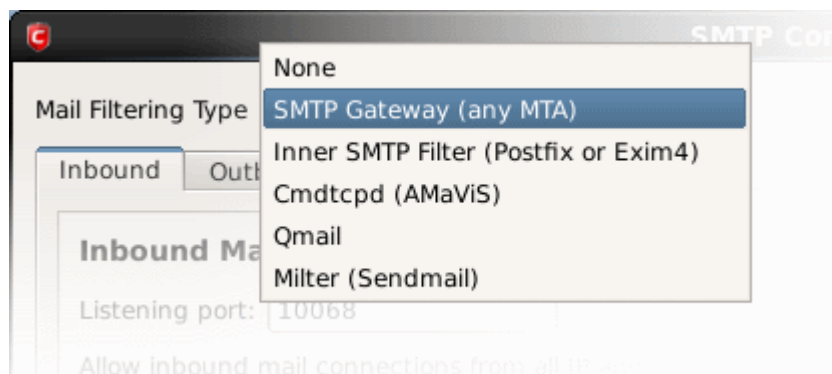 SMTP Con
None
Mail Filtering Type
SMTP Gateway (any MTA)
Inner SMTP Filter (Postfix or Exim4)
Inbound
Outb
Cmdtcpd (AMaViS)
Qmail
Inbound Ma
Milter (Sendmail)
Listening port: 10068
Allow inbound mail connections from all